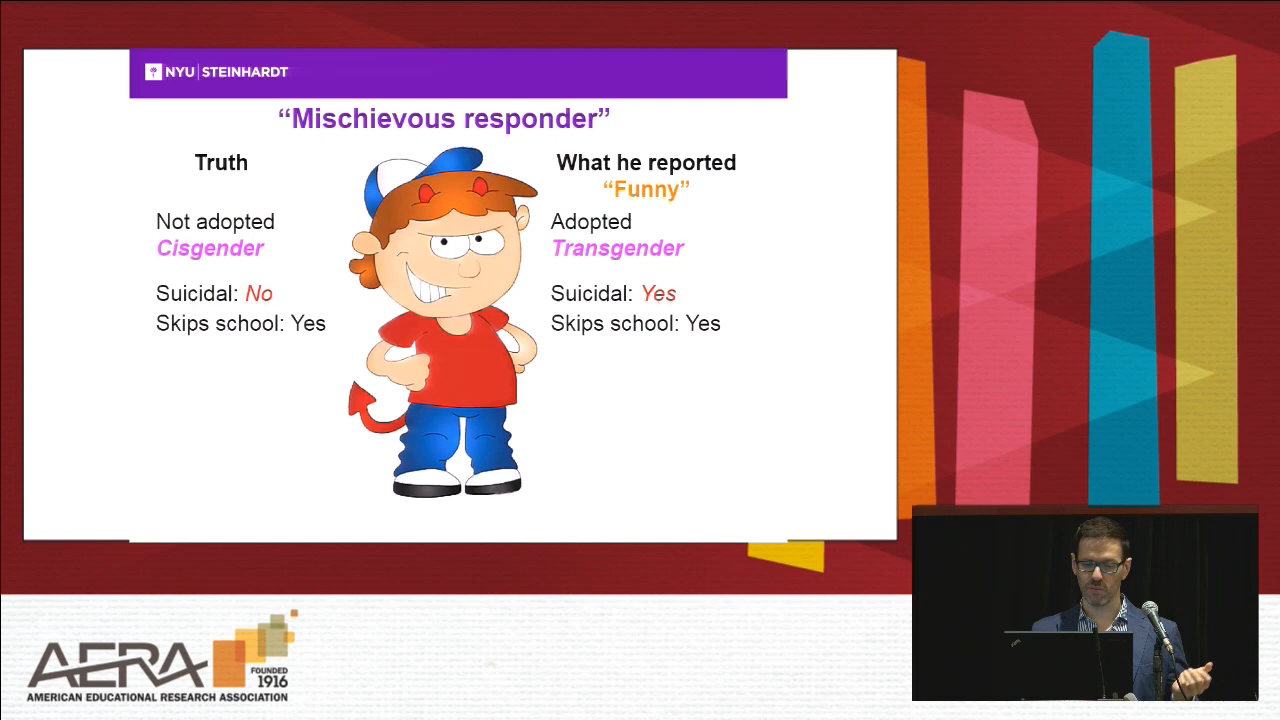 NYU STEINHARDT
“Mischievous responder”
Truth
Not adopted
Cisgender
Suicidal: No
Skips school: Yes
What he reported
“Funny”
Adopted
Transgender
Suicidal: Yes
Skips school: Yes
AERA
FOUNDED
1916
AMERICAN EDUCATIONAL RESEARCH ASSOCIATION